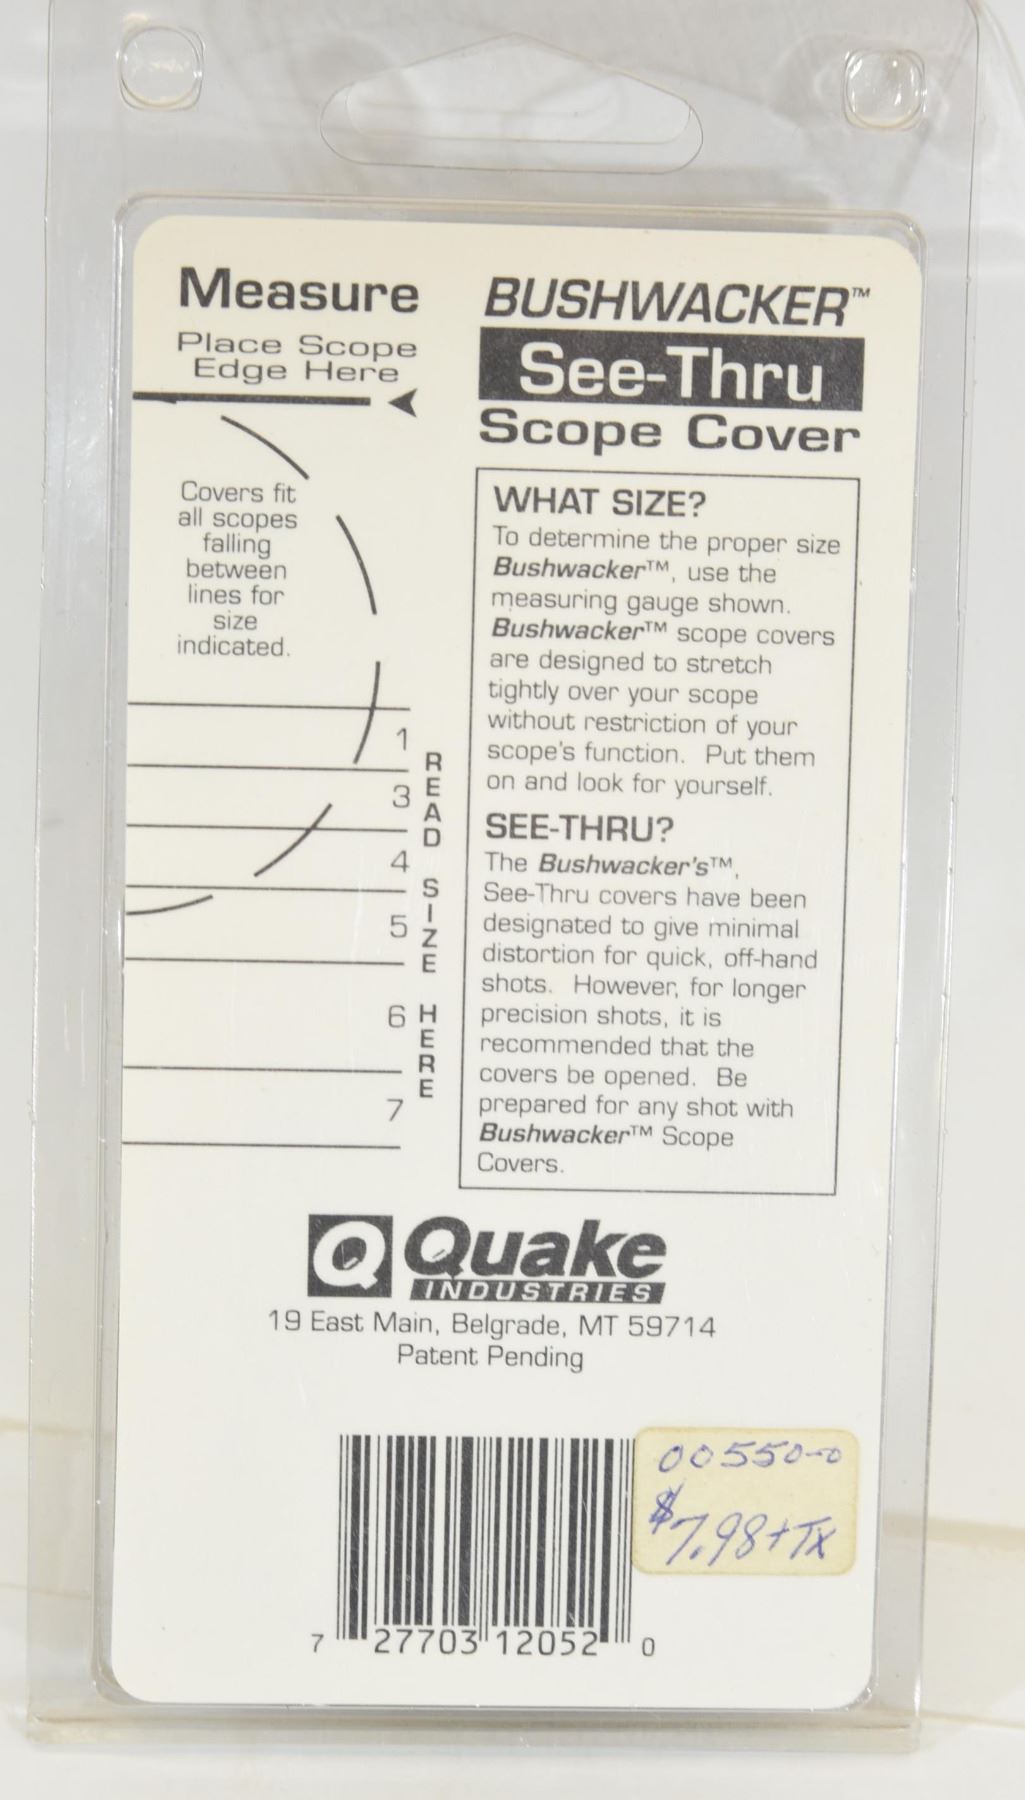 Measure
Place Scope
Edge Here
Covers fit
all scopes
falling
between
lines for
size
indicated.
1
3
4
5
6
7
READ SIZE HERE
BUSHWACKER™
See-Thru
Scope Cover
WHAT SIZE?
To determine the proper size
Bushwacker™, use the
measuring gauge shown.
Bushwacker™ scope covers
are designed to stretch
tightly over your scope
without restriction of your
scope's function. Put them
on and look for yourself.
SEE-THRU?
The Bushwacker's™,
See-Thru covers have been
designated to give minimal
distortion for quick, off-hand
shots. However, for longer
precision shots, it is
recommended that the
covers be opened. Be
prepared for any shot with
Bushwacker™ Scope
Covers.
Q Quake
INDUSTRIES
19 East Main, Belgrade, MT 59714
Patent Pending
00550-0
$7.98+Tx
7 27703 12052 0